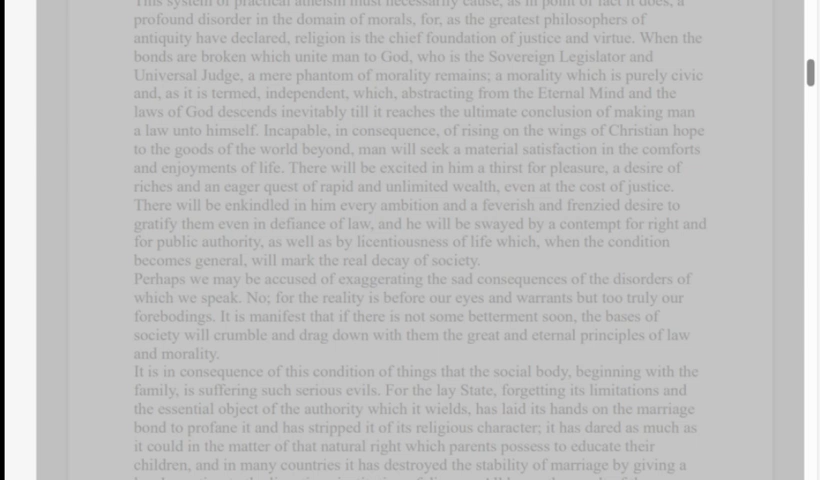 This system of practical atheism must necessarily cause, as in point of fact it does, a
profound disorder in the domain of morals, for, as the greatest philosophers of
antiquity have declared, religion is the chief foundation of justice and virtue. When the
bonds are broken which unite man to God, who is the Sovereign Legislator and
Universal Judge, a mere phantom of morality remains; a morality which is purely civic
and, as it is termed, independent, which, abstracting from the Eternal Mind and the
laws of God descends inevitably till it reaches the ultimate conclusion of making man
a law unto himself. Incapable, in consequence, of rising on the wings of Christian hope
to the goods of the world beyond, man will seek a material satisfaction in the comforts
and enjoyments of life. There will be excited in him a thirst for pleasure, a desire of
riches and an eager quest of rapid and unlimited wealth, even at the cost of justice.
There will be enkindled in him every ambition and a feverish and frenzied desire to
gratify them even in defiance of law, and he will be swayed by a contempt for right and
for public authority, as well as by licentiousness of life which, when the condition
becomes general, will mark the real decay of society.
Perhaps we may be accused of exaggerating the sad consequences of the disorders of
which we speak. No; for the reality is before our eyes and warrants but too truly our
forebodings. It is manifest that if there is not some betterment soon, the bases of
society will crumble and drag down with them the great and eternal principles of law
and morality.
It is in consequence of this condition of things that the social body, beginning with the
family, is suffering such serious evils. For the lay State, forgetting its limitations and
the essential object of the authority which it wields, has laid its hands on the marriage
bond to profane it and has stripped it of its religious character; it has dared as much as
it could in the matter of that natural right which parents possess to educate their
children, and in many countries it has destroyed the stability of marriage by giving a